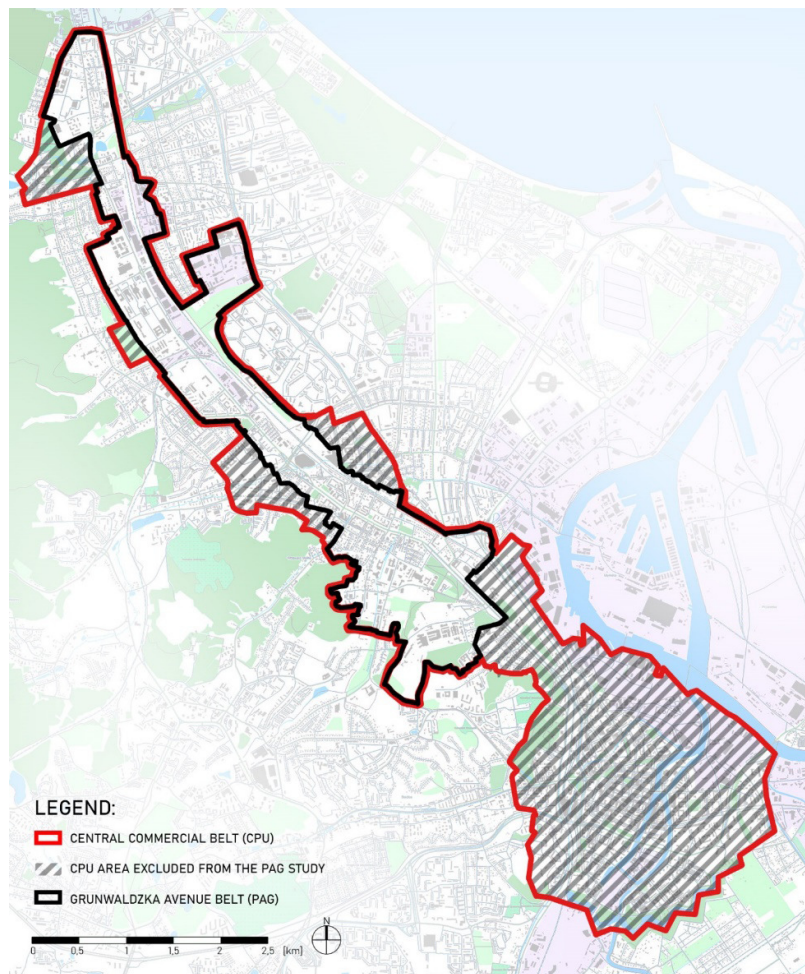 LEGEND:
CENTRAL COMMERCIAL BELT (CPU)
CPU AREA EXCLUDED FROM THE PAG STUDY
GRUNWALDZKA AVENUE BELT (PAG)
N
0 0,5 1 1,5 2 2,5 [km]